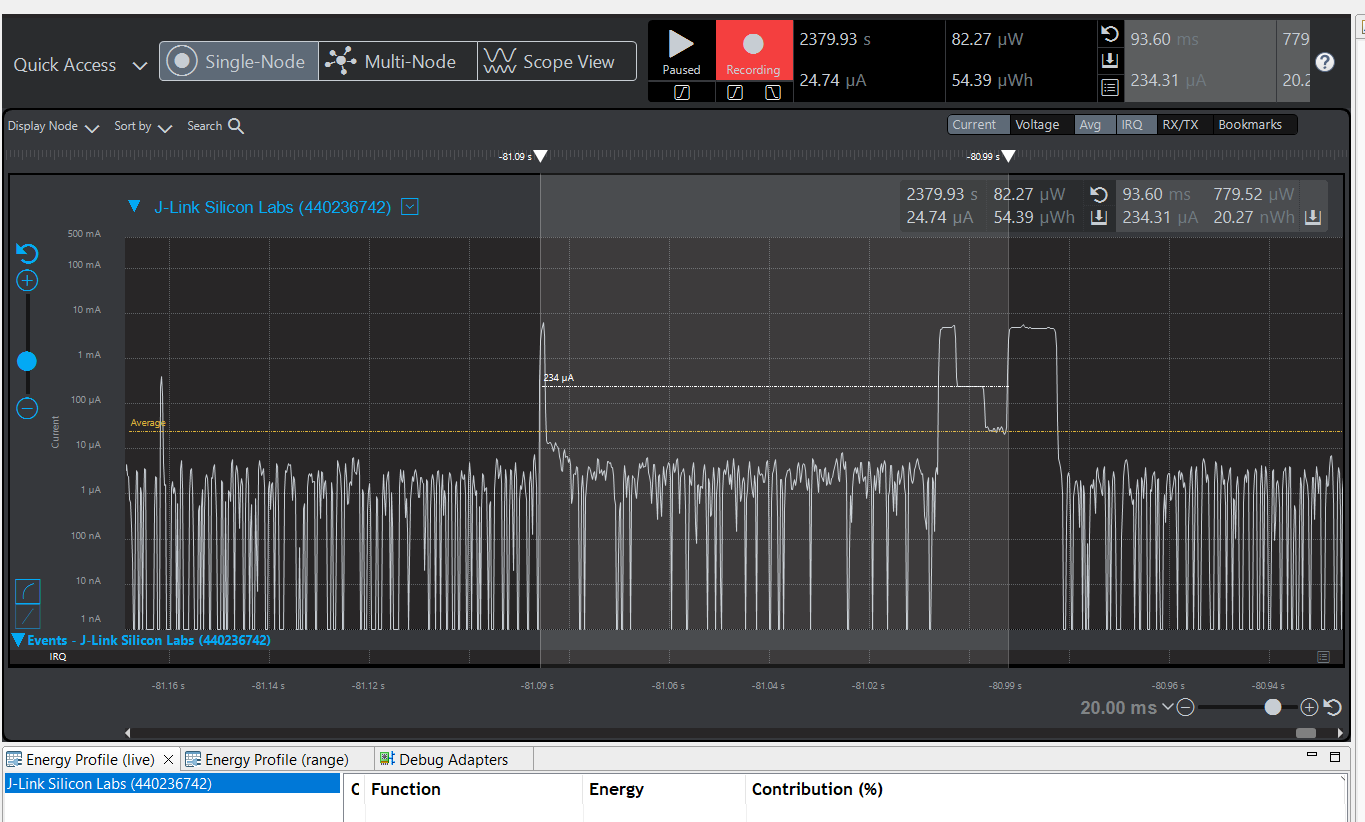 Quick Access
Single-Node
Multi-Node
Scope View
Paused
Recording
2379.93 s
24.74 µA
82.27 µW
54.39 µWh
93.60 ms
234.31 µA
779
20.2
?
Display Node
Sort by
Search
Current
Voltage
Avg
IRQ
RX/TX
Bookmarks
-81.09 s
-80.99 s
J-Link Silicon Labs (440236742)
2379.93 s 82.27 µW 93.60 ms 779.52 µW
24.74 µA 54.39 µWh 234.31 µA 20.27 nWh
500 mA
100 mA
10 mA
1 mA
100 µA
10 µA
1 µA
100 nA
10 nA
1 nA
Current
234 µA
Average
Events - J-Link Silicon Labs (440236742)
IRQ
-81.16 s -81.14 s -81.12 s -81.09 s -81.06 s -81.04 s -81.02 s -80.99 s -80.96 s -80.94 s
20.00 ms
Energy Profile (live)
Energy Profile (range)
Debug Adapters
J-Link Silicon Labs (440236742)
C Function Energy Contribution (%)